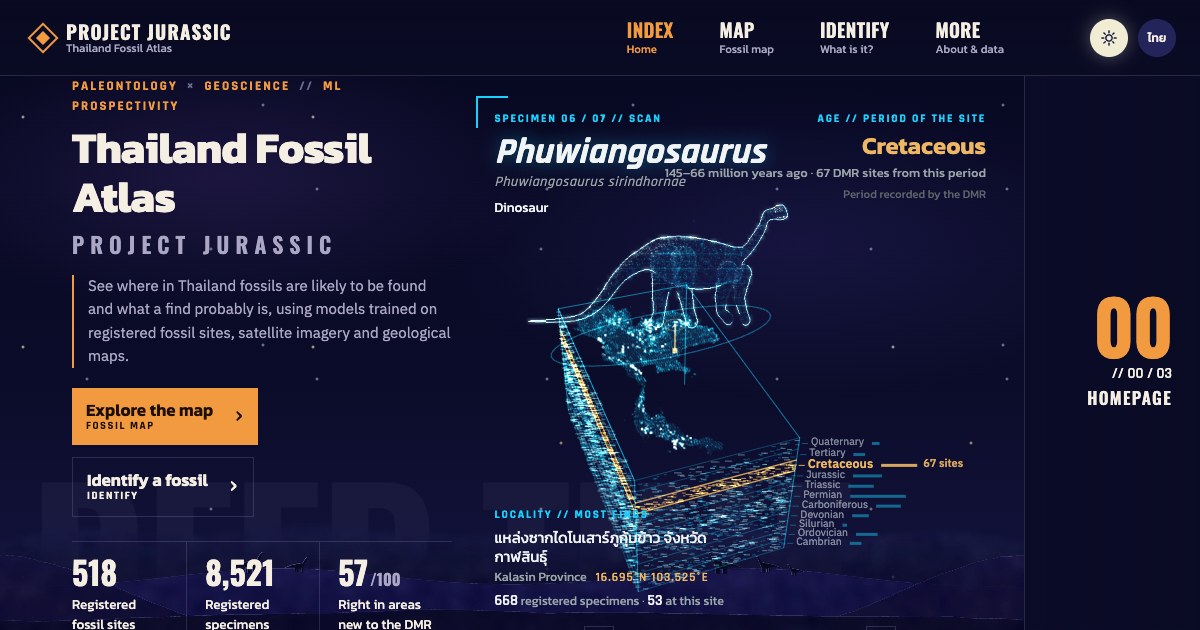 PROJECT JURASSIC
Thailand Fossil Atlas
INDEX
Home
MAP
Fossil map
IDENTIFY
What is it?
MORE
About & data
ไทย
PALEONTOLOGY × GEOSCIENCE // ML
PROSPECTIVITY
Thailand Fossil
Atlas
PROJECT JURASSIC
See where in Thailand fossils are likely to be found
and what a find probably is, using models trained on
registered fossil sites, satellite imagery and geological
maps.
Explore the map
FOSSIL MAP
Identify a fossil
IDENTIFY
518
Registered
fossil sites
8,521
Registered
specimens
57/100
Right in areas
new to the DMR
SPECIMEN 06 / 07 // SCAN
Phuwiangosaurus
Phuwiangosaurus sirindhornae
Dinosaur
AGE // PERIOD OF THE SITE
Cretaceous
145–66 million years ago · 67 DMR sites from this period
Period recorded by the DMR
Quaternary
Tertiary
Cretaceous 67 sites
Jurassic
Triassic
Permian
Carboniferous
Devonian
Silurian
Ordovician
Cambrian
LOCALITY // MOST FINDS
แหล่งซากไดโนเสาร์ภูกุ้มข้าว จังหวัด
กาฬสินธุ์
Kalasin Province 16.695°N 103.525°E
668 registered specimens · 53 at this site
00
// 00 / 03
HOMEPAGE